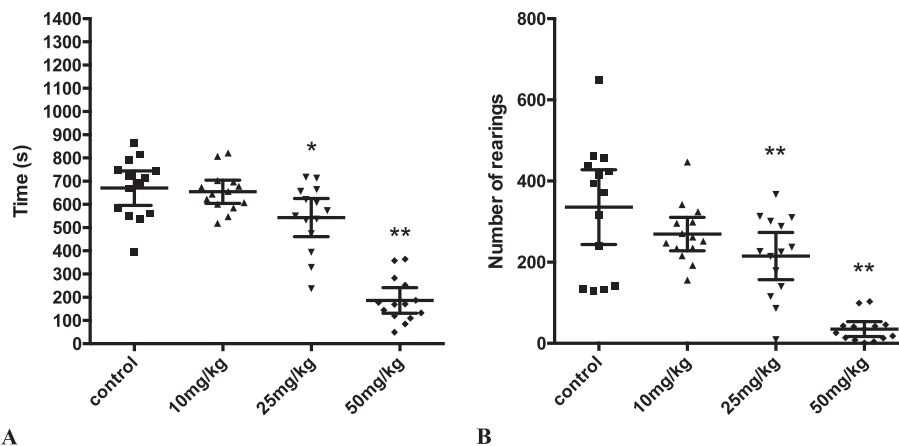 1400
1300
1200
1100
1000
900
800
700
600
500
400
300
200
100
0
Time (s)
*
**
control
10mg/kg
25mg/kg
50mg/kg
A
800
600
400
200
0
Number of rearings
**
**
control
10mg/kg
25mg/kg
50mg/kg
B